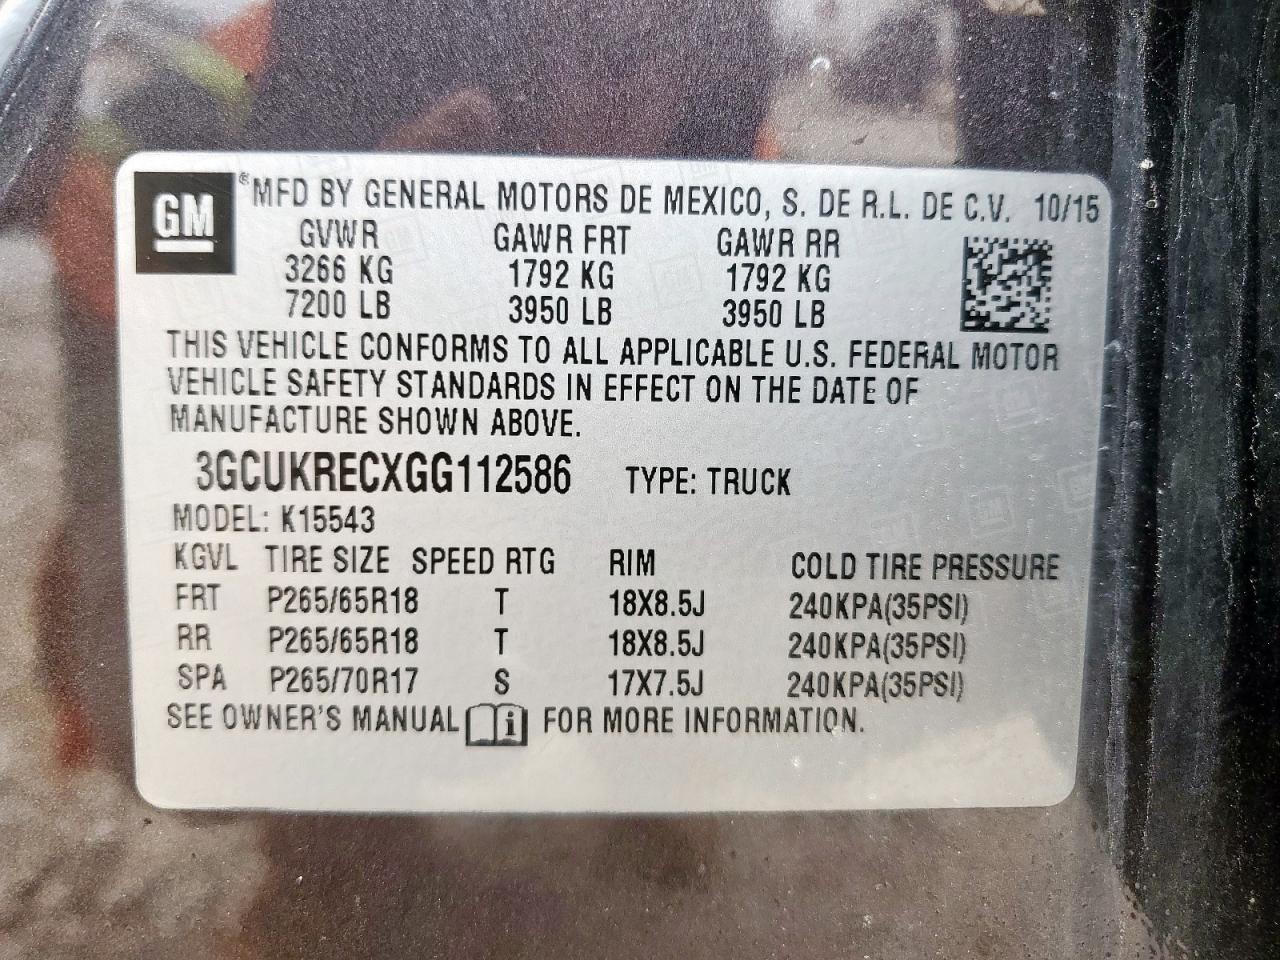 GM® MFD BY GENERAL MOTORS DE MEXICO, S. DE R.L. DE C.V. 10/15
GVWR GAWR FRT GAWR RR
3266 KG 1792 KG 1792 KG
7200 LB 3950 LB 3950 LB
THIS VEHICLE CONFORMS TO ALL APPLICABLE U.S. FEDERAL MOTOR
VEHICLE SAFETY STANDARDS IN EFFECT ON THE DATE OF
MANUFACTURE SHOWN ABOVE.
3GCUKRECXGG112586 TYPE: TRUCK
MODEL: K15543
KGVL TIRE SIZE SPEED RTG RIM COLD TIRE PRESSURE
FRT P265/65R18 T 18X8.5J 240KPA(35PSI)
RR P265/65R18 T 18X8.5J 240KPA(35PSI)
SPA P265/70R17 S 17X7.5J 240KPA(35PSI)
SEE OWNER'S MANUAL i FOR MORE INFORMATION.